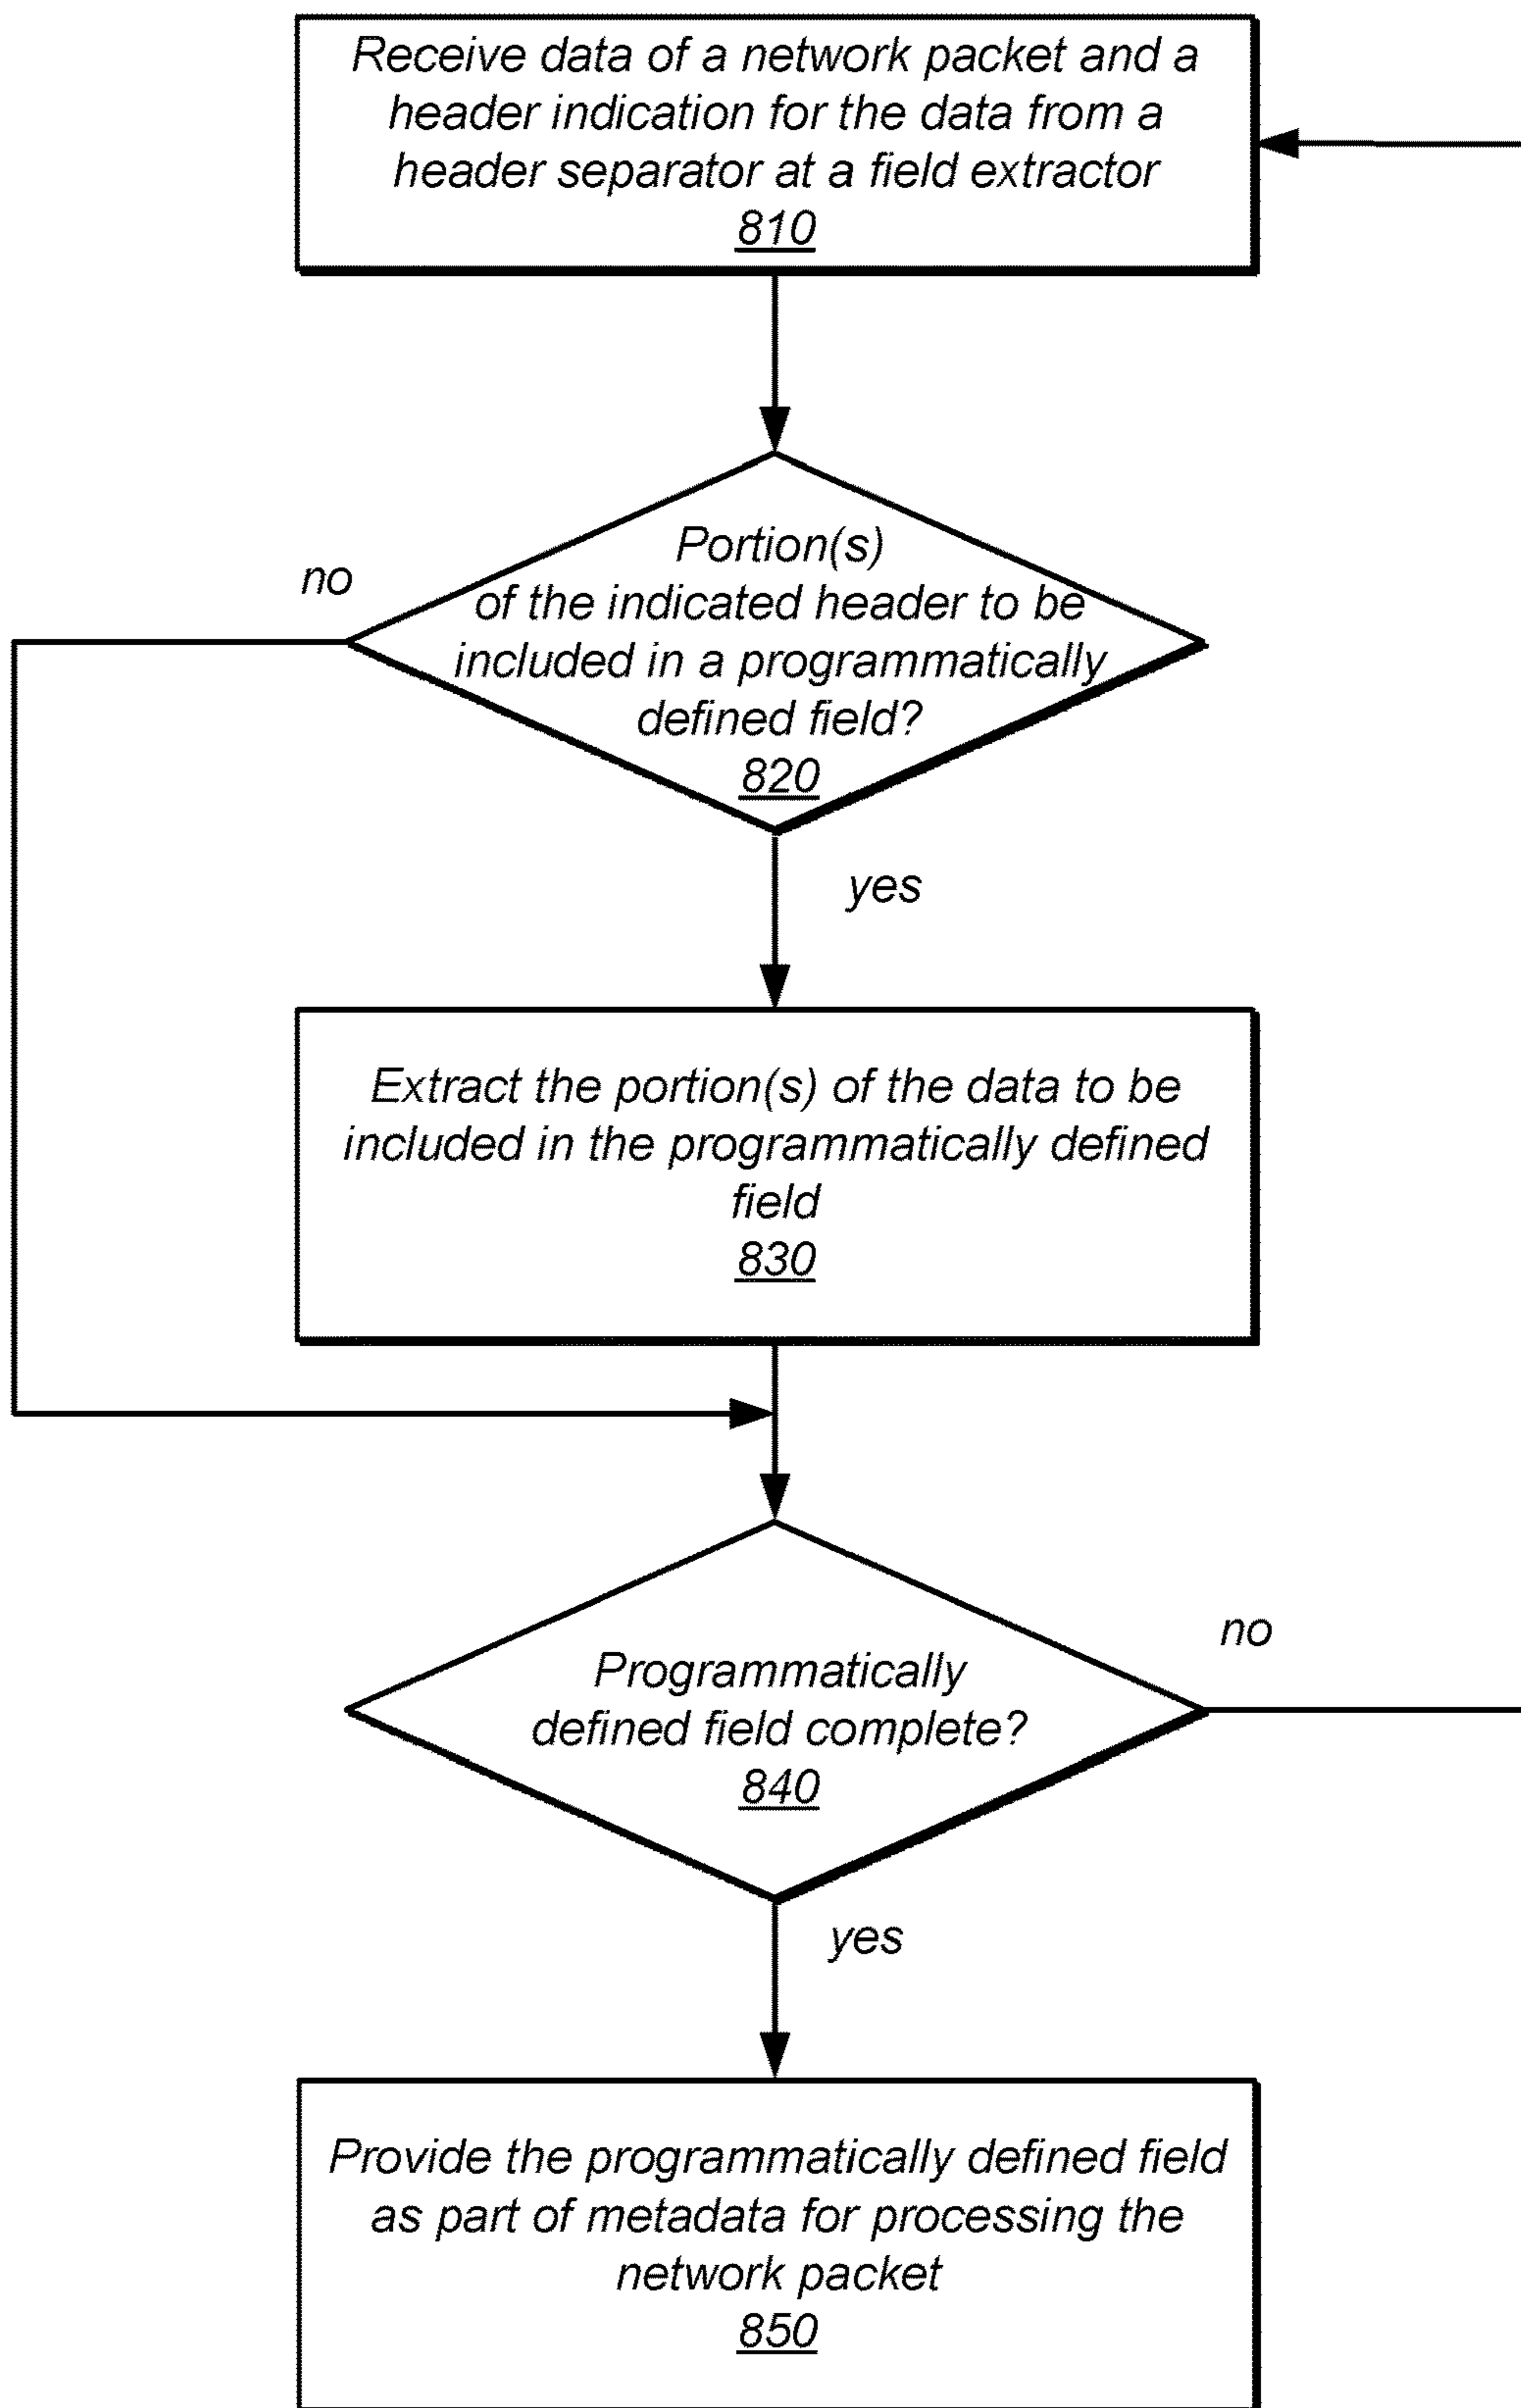 Receive data of a network packet and a
header indication for the data from a
header separator at a field extractor
810
Portion(s)
no
of the indicated header to be
included in a programmatically
defined field?
820
yes
Extract the portion(s) of the data to be
included in the programmatically defined
field
830
no
Programmatically
defined field complete?
840
yes
Provide the programmatically defined field
as part of metadata for processing the
network packet
850